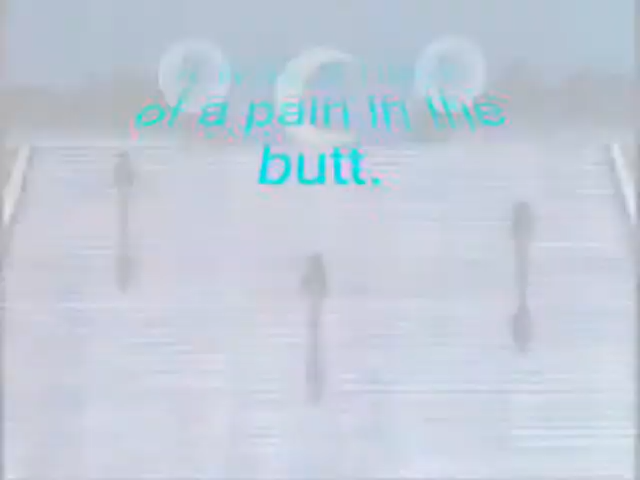 of a pain in the
butt.